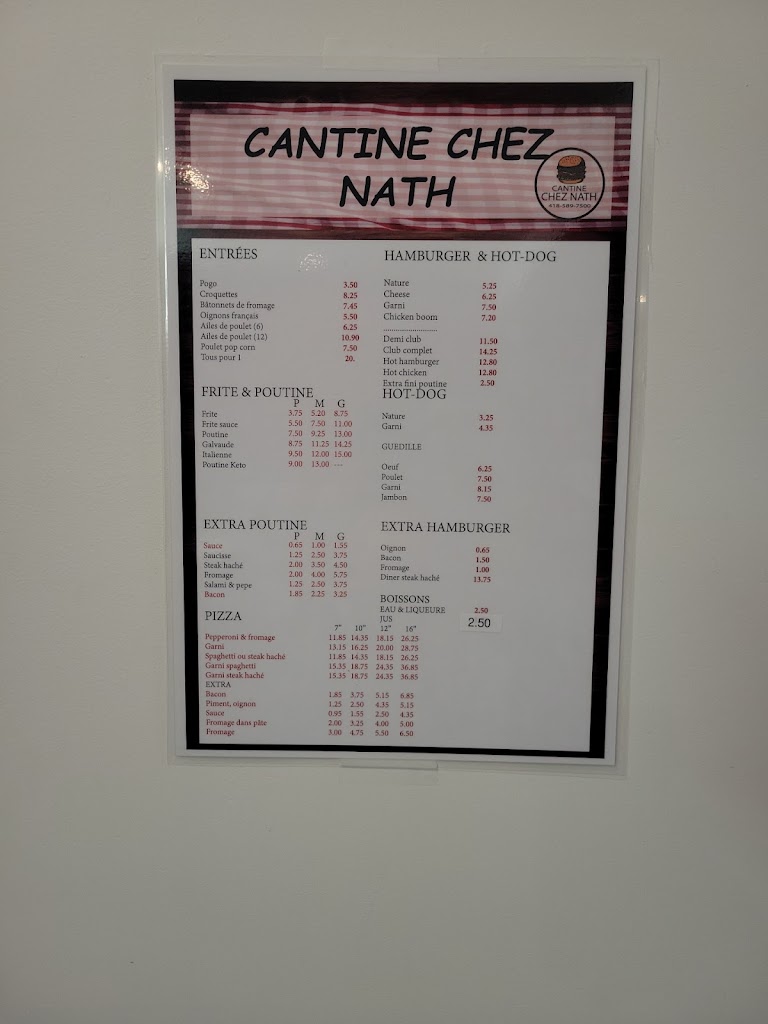 CANTINE CHEZ
NATH
CANTINE
CHEZ NATH
418-589-7500
ENTRÉES
Pogo 3.50
Croquettes 8.25
Bâtonnets de fromage 7.45
Oignons français 5.50
Ailes de poulet (6) 6.25
Ailes de poulet (12) 10.90
Poulet pop corn 7.50
Tous pour 1 20.
FRITE & POUTINE
P M G
Frite 3.75 5.20 8.75
Frite sauce 5.50 7.50 11.00
Poutine 7.50 9.25 13.00
Galvaude 8.75 11.25 14.25
Italienne 9.50 12.00 15.00
Poutine Keto 9.00 13.00 ---
EXTRA POUTINE
P M G
Sauce 0.65 1.00 1.55
Saucisse 1.25 2.50 3.75
Steak haché 2.00 3.50 4.50
Fromage 2.00 4.00 5.75
Salami & pepe 1.25 2.50 3.75
Bacon 1.85 2.25 3.25
PIZZA
7" 10" 12" 16"
Pepperoni & fromage 11.85 14.35 18.15 26.25
Garni 13.15 16.25 20.00 28.75
Spaghetti ou steak haché 11.85 14.35 18.15 26.25
Garni spaghetti 15.35 18.75 24.35 36.85
Garni steak haché 15.35 18.75 24.35 36.85
EXTRA
Bacon 1.85 3.75 5.15 6.85
Piment, oignon 1.25 2.50 4.35 5.15
Sauce 0.95 1.55 2.50 4.35
Fromage dans pâte 2.00 3.25 4.00 5.00
Fromage 3.00 4.75 5.50 6.50
HAMBURGER & HOT-DOG
Nature 5.25
Cheese 6.25
Garni 7.50
Chicken boom 7.20
..........................
Demi club 11.50
Club complet 14.25
Hot hamburger 12.80
Hot chicken 12.80
Extra fini poutine 2.50
HOT-DOG
Nature 3.25
Garni 4.35
GUEDILLE
Oeuf 6.25
Poulet 7.50
Garni 8.15
Jambon 7.50
EXTRA HAMBURGER
Oignon 0.65
Bacon 1.50
Fromage 1.00
Diner steak haché 13.75
BOISSONS
EAU & LIQUEURE 2.50
JUS 2.50